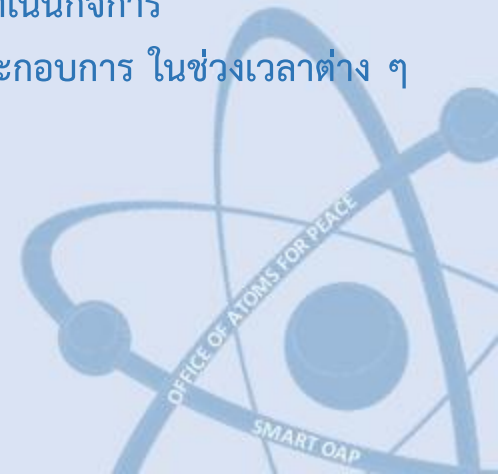 เนินกิจการ
ะกอบการ ในช่วงเวลาต่าง ๆ
OFFICE OF ATOMS FOR PEACE
SMART OAP